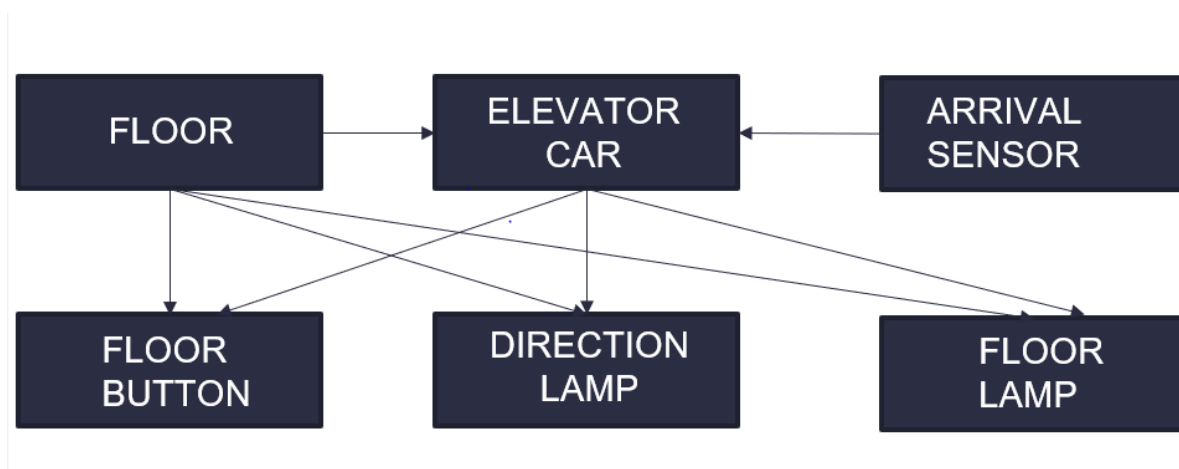 FLOOR
ELEVATOR
CAR
ARRIVAL
SENSOR
FLOOR
BUTTON
DIRECTION
LAMP
FLOOR
LAMP